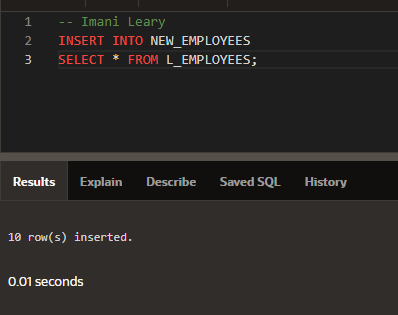 1 -- Imani Leary
2 INSERT INTO NEW_EMPLOYEES
3 SELECT * FROM L_EMPLOYEES;
Results Explain Describe Saved SQL History
10 row(s) inserted.
0.01 seconds